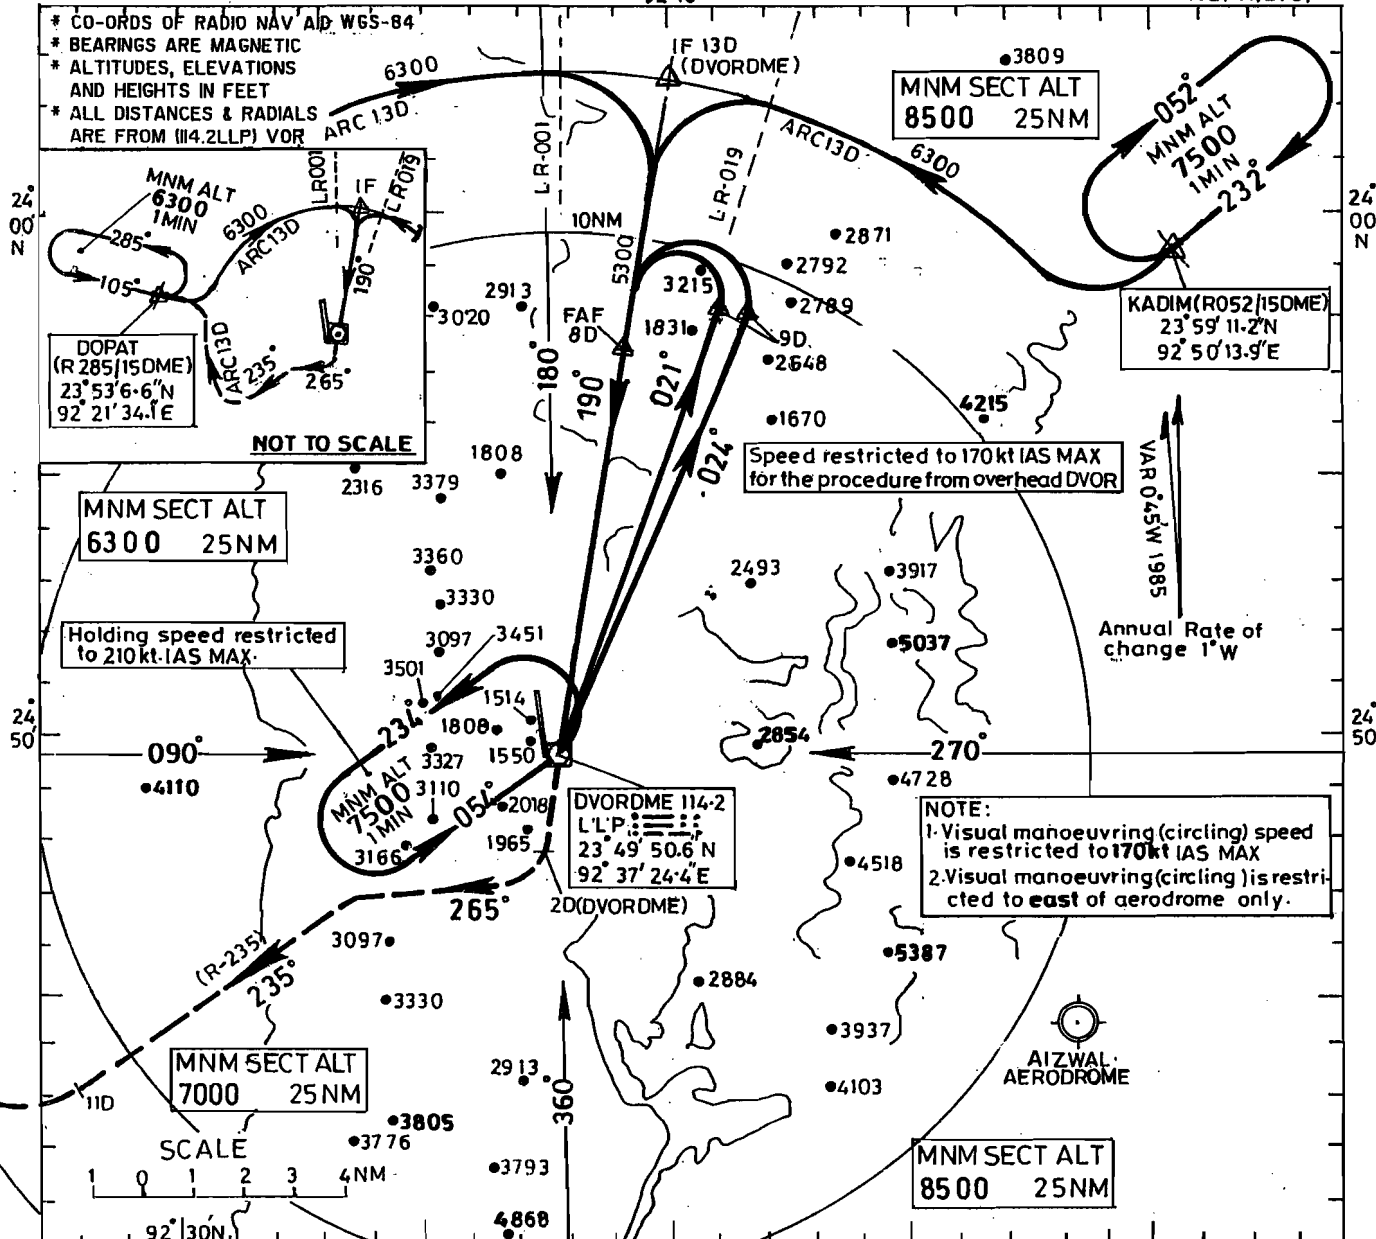 * CO-ORDS OF RADIO NAV AID WGS-84
* BEARINGS ARE MAGNETIC
* ALTITUDES, ELEVATIONS
AND HEIGHTS IN FEET
* ALL DISTANCES & RADIALS
ARE FROM (114.2LLP) VOR
6300
ARC 13D
IF 13D
(DVORDME)
3809
MNM SECT ALT
8500 25NM
052°
MNM ALT
7500
1MIN
232°
ARC13D
6300
LR-001
LR-019
10NM
5300
24°
00'
N
24°
00'
N
MNM ALT
6300
1MIN
285°
105°
6300
ARC13D
LR001
IF
LR019
190°
DOPAT
(R 285/15DME)
23°53'6.6"N
92°21'34.1"E
ARC13D
235°
265°
NOT TO SCALE
KADIM(R052/15DME)
23°59'11.2"N
92°50'13.9"E
2871
2792
2789
3215
1831
9D
2648
1670
3020
2913
FAF
8D
180°
190°
021°
024°
4215
Speed restricted to 170kt IAS MAX
for the procedure from overhead DVOR
VAR 0°45'W 1985
Annual Rate of
change 1°W
2316
3379
1808
MNM SECT ALT
6300 25NM
3360
3330
3097
3451
3501
2493
3917
5037
Holding speed restricted
to 210kt.IAS MAX.
24°
50'
24°
50'
1514
1808
1550
3327
3110
2018
1965
3166
234°
MNM ALT
7500
1MIN
054°
090°
4110
2854
270°
4728
4518
DVORDME 114.2
LLP
23°49'50.6"N
92°37'24.4"E
2D(DVORDME)
NOTE:
1.Visual manoeuvring (circling) speed
is restricted to 170kt IAS MAX
2.Visual manoeuvring(circling) is restri-
cted to east of aerodrome only.
265°
(R-235)
235°
3097
3330
5387
2884
3937
4103
AIZWAL
AERODROME
MNM SECT ALT
7000 25NM
11D
2913
360°
3805
3776
3793
4868
SCALE
1 0 1 2 3 4NM
92°30'N.
MNM SECT ALT
8500 25NM